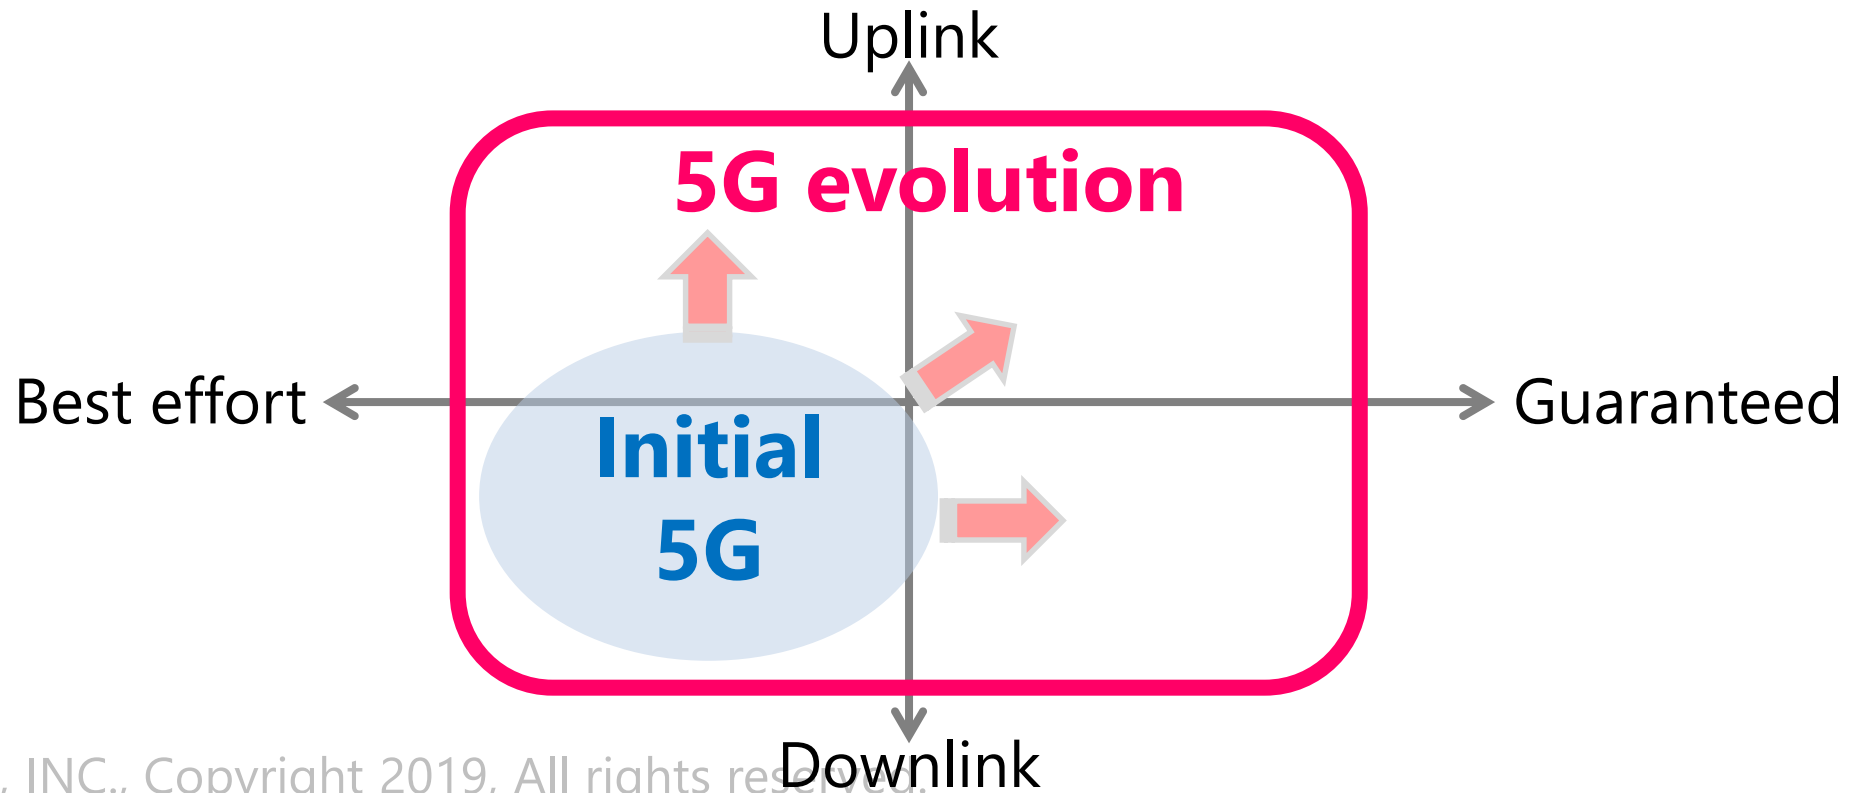 Uplink
5G evolution
Best effort
Guaranteed
Initial
5G
Downlink
, INC., Copyright 2019, All rights reserved.